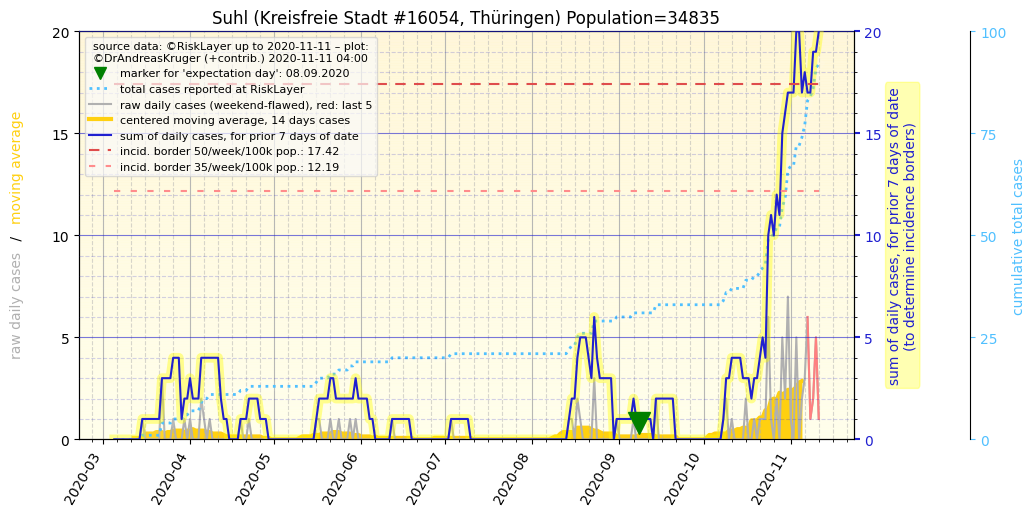 Suhl (Kreisfreie Stadt #16054, Thüringen) Population=34835
source data: ©RiskLayer up to 2020-11-11 – plot:
©DrAndreasKruger (+contrib.) 2020-11-11 04:00
marker for 'expectation day': 08.09.2020
total cases reported at RiskLayer
raw daily cases (weekend-flawed), red: last 5
centered moving average, 14 days cases
sum of daily cases, for prior 7 days of date
incid. border 50/week/100k pop.: 17.42
incid. border 35/week/100k pop.: 12.19
raw daily cases / moving average
20
15
10
5
0
2020-03
2020-04
2020-05
2020-06
2020-07
2020-08
2020-09
2020-10
2020-11
20
15
10
5
0
sum of daily cases, for prior 7 days of date
(to determine incidence borders)
100
75
50
25
0
cumulative total cases